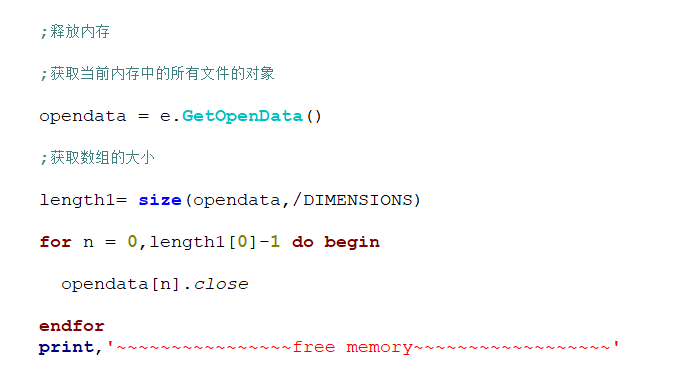 ;释放内存
;获取当前内存中的所有文件的对象
opendata = e.GetOpenData()
;获取数组的大小
length1= size(opendata,/DIMENSIONS)
for n = 0,length1[0]-1 do begin
opendata[n].close
endfor
print,'~~~~~~~~~~~~~~~~free memory~~~~~~~~~~~~~~~~~~'